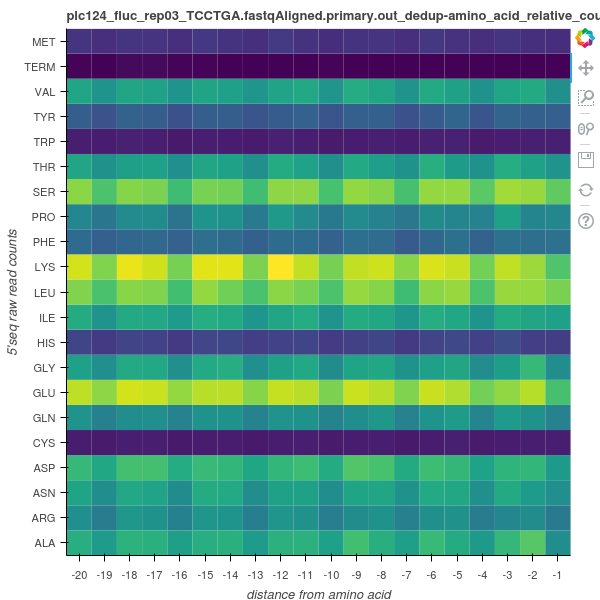 plc124_fluc_rep03_TCCTGA.fastqAligned.primary.out_dedup-amino_acid_relative_cou
MET
TERM
VAL
TYR
TRP
THR
SER
PRO
PHE
LYS
LEU
ILE
HIS
GLY
GLU
GLN
CYS
ASP
ASN
ARG
ALA
5'seq raw read counts
-20 -19 -18 -17 -16 -15 -14 -13 -12 -11 -10 -9 -8 -7 -6 -5 -4 -3 -2 -1
distance from amino acid